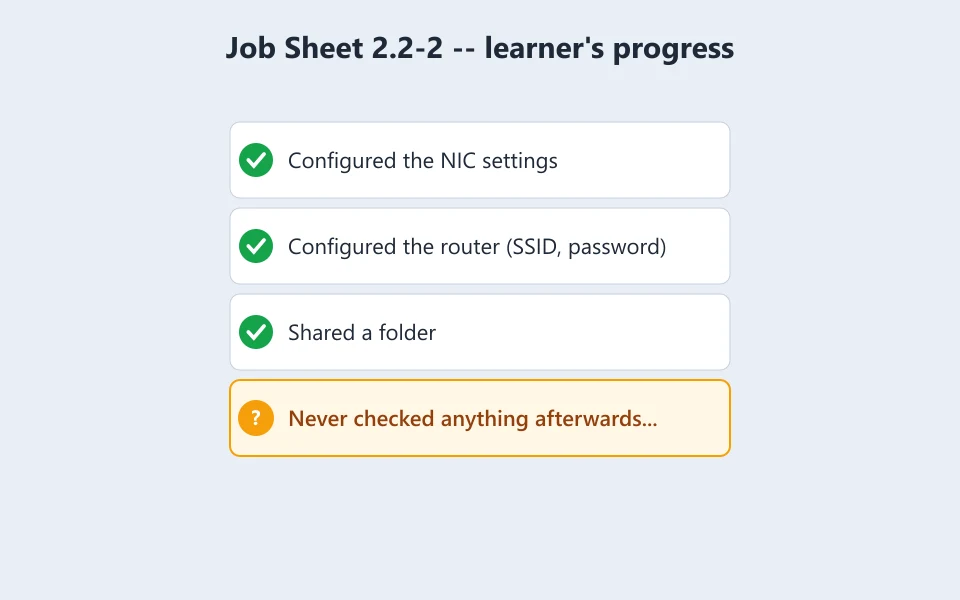 Job Sheet 2.2-2 -- learner's progress
Configured the NIC settings
Configured the router (SSID, password)
Shared a folder
? Never checked anything afterwards...